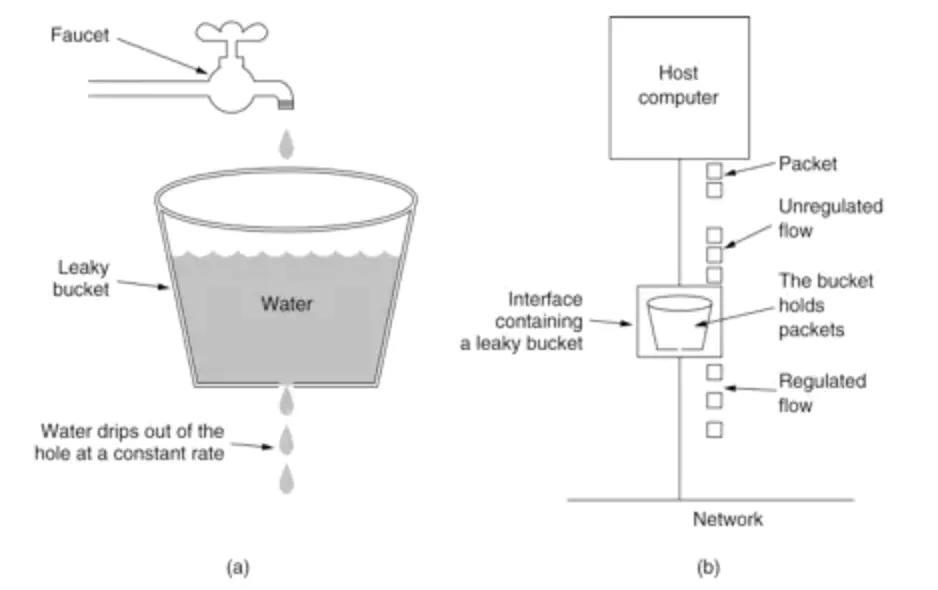 Faucet
Leaky
bucket
Water
Water drips out of the
hole at a constant rate
(a)
Host
computer
Packet
Unregulated
flow
Interface
containing
a leaky bucket
The bucket
holds
packets
Regulated
flow
Network
(b)